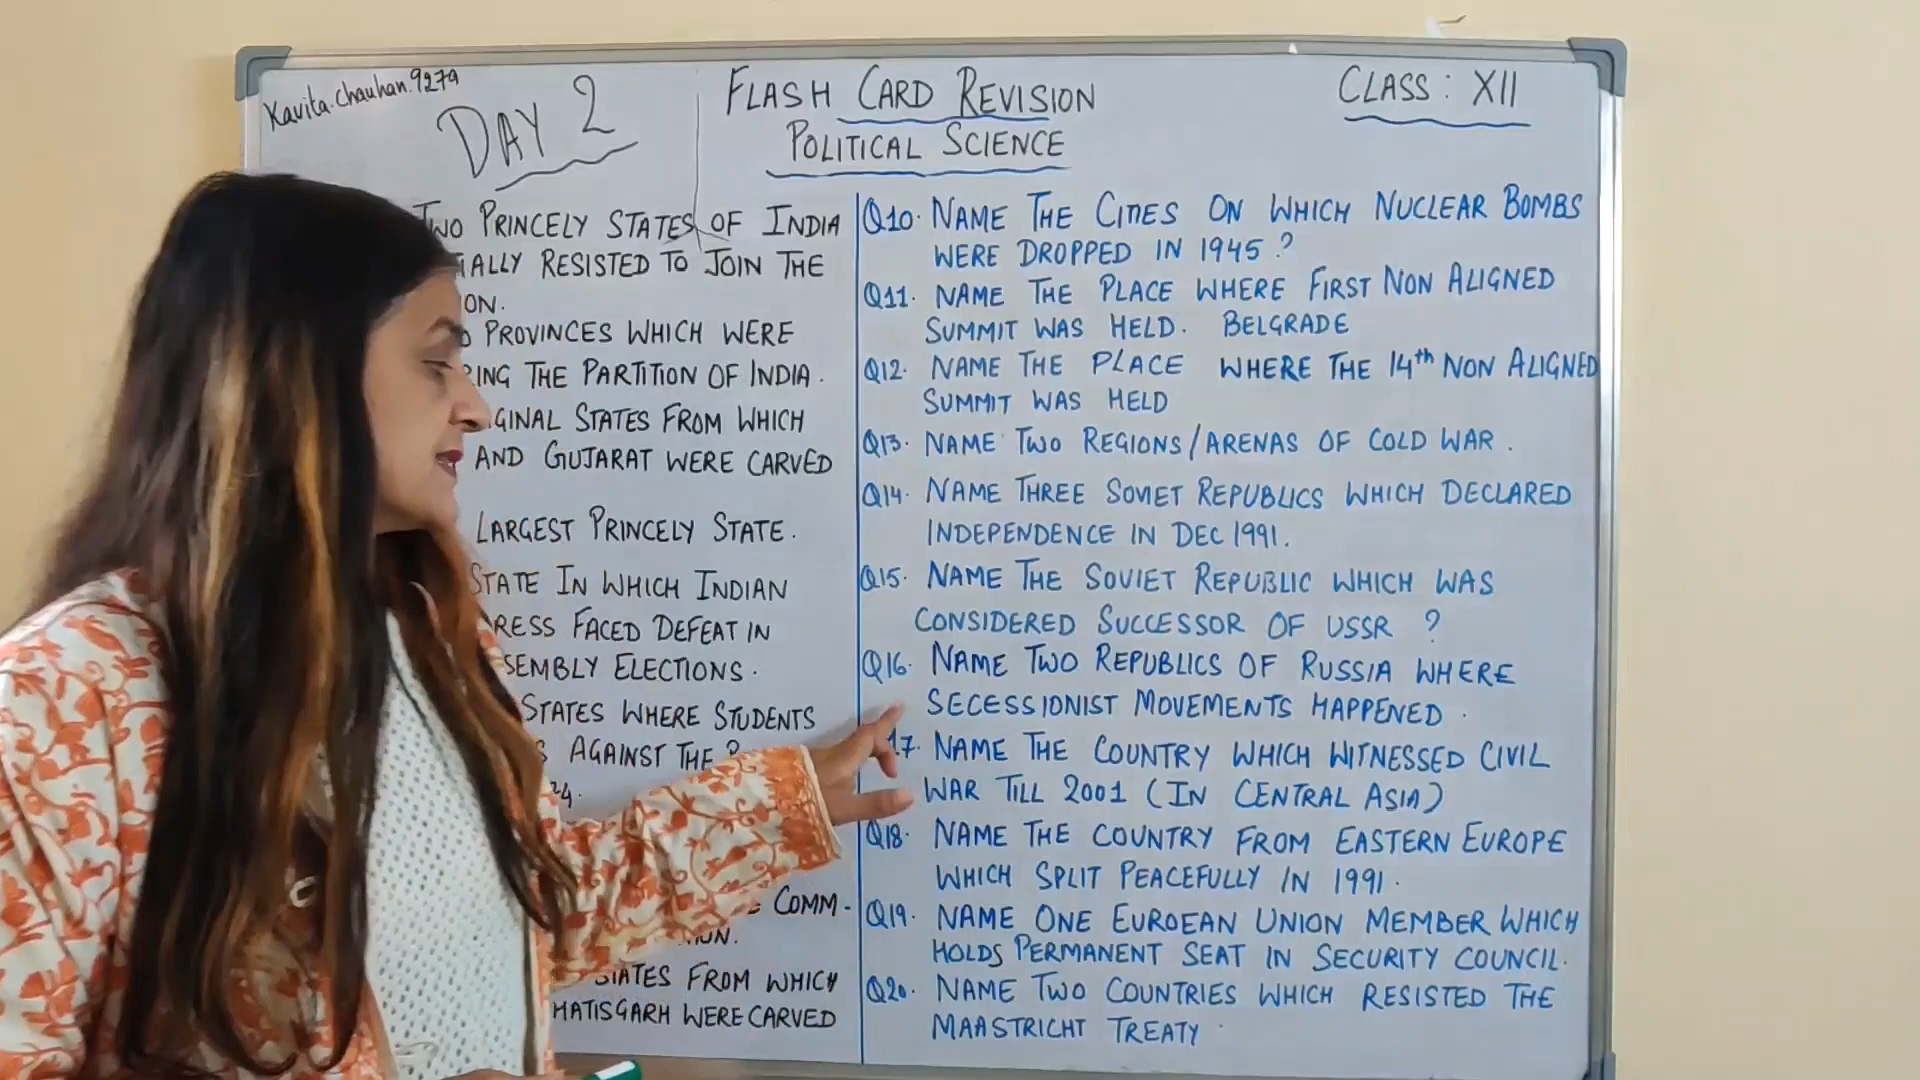 Kavita.chauhan.9279
DAY 2
FLASH CARD REVISION
POLITICAL SCIENCE
CLASS: XII
TWO PRINCELY STATES OF INDIA
RESISTED TO JOIN THE
PROVINCES WHICH WERE
THE PARTITION OF INDIA.
STATES FROM WHICH
AND GUJARAT WERE CARVED
LARGEST PRINCELY STATE.
STATE IN WHICH INDIAN
FACED DEFEAT IN
ELECTIONS.
STATES WHERE STUDENTS
AGAINST THE
COMM-
STATES FROM WHICH
WERE CARVED
Q10. NAME THE CITIES ON WHICH NUCLEAR BOMBS
WERE DROPPED IN 1945?
Q11. NAME THE PLACE WHERE FIRST NON ALIGNED
SUMMIT WAS HELD. BELGRADE
Q12. NAME THE PLACE WHERE THE 14th NON ALIGNED
SUMMIT WAS HELD
Q13. NAME TWO REGIONS/ARENAS OF COLD WAR.
Q14. NAME THREE SOVIET REPUBLICS WHICH DECLARED
INDEPENDENCE IN DEC 1991.
Q15. NAME THE SOVIET REPUBLIC WHICH WAS
CONSIDERED SUCCESSOR OF USSR ?
Q16. NAME TWO REPUBLICS OF RUSSIA WHERE
SECESSIONIST MOVEMENTS HAPPENED.
17. NAME THE COUNTRY WHICH WITNESSED CIVIL
WAR TILL 2001 (IN CENTRAL ASIA)
Q18. NAME THE COUNTRY FROM EASTERN EUROPE
WHICH SPLIT PEACEFULLY IN 1991.
Q19. NAME ONE EUROEAN UNION MEMBER WHICH
HOLDS PERMANENT SEAT IN SECURITY COUNCIL.
Q20. NAME TWO COUNTRIES WHICH RESISTED THE
MAASTRICHT TREATY.